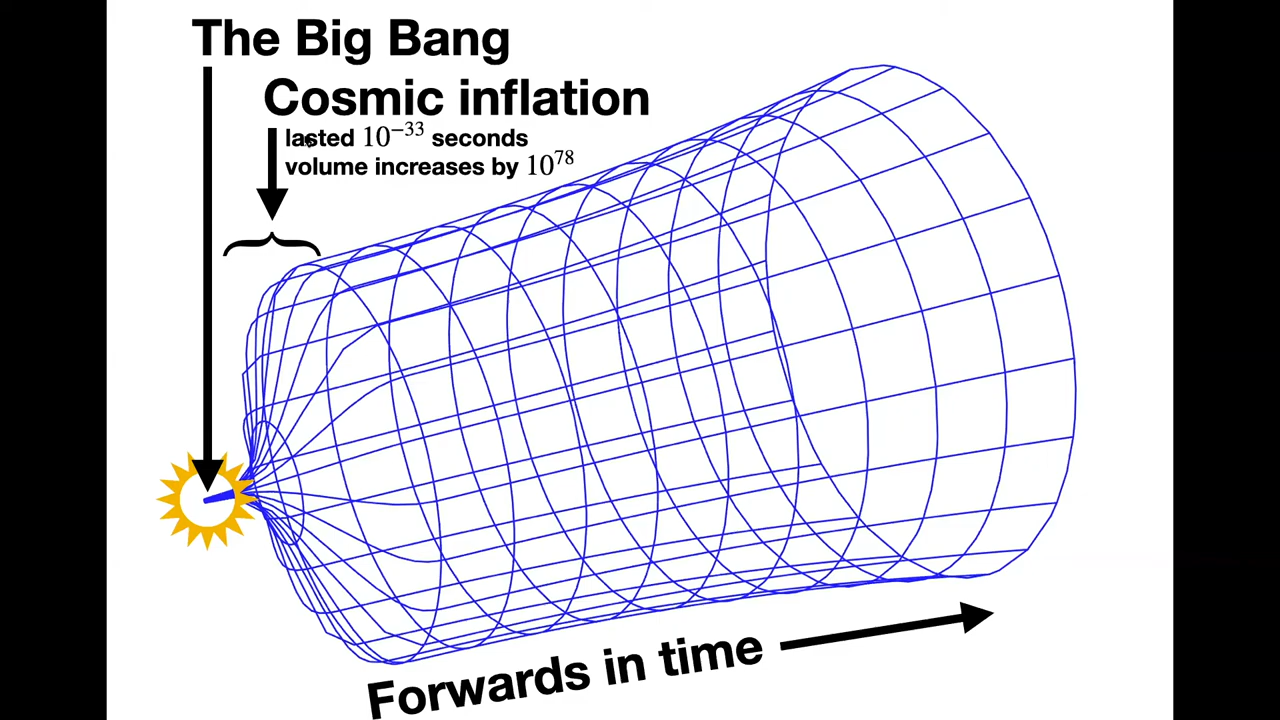 The Big Bang
Cosmic inflation
lasted 10⁻³³ seconds
volume increases by 10⁷⁸
Forwards in time